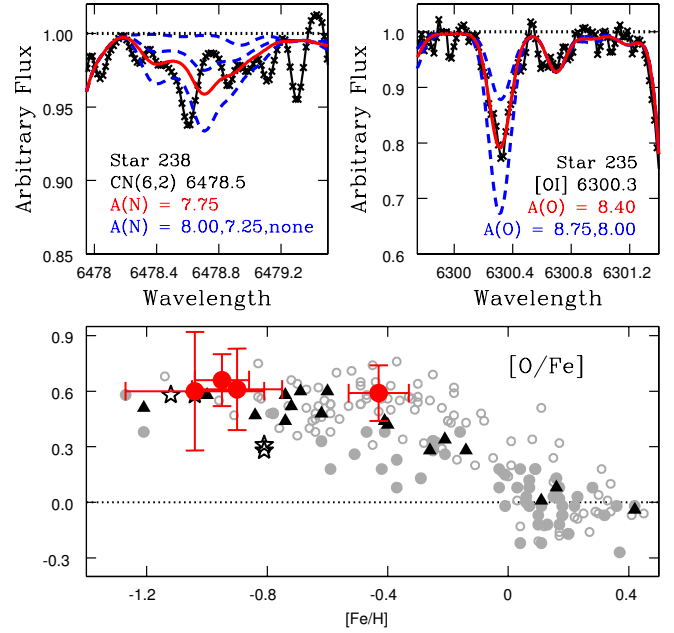 1.00
0.95
0.90
0.85
Arbitrary Flux
Star 238
CN(6,2) 6478.5
A(N) = 7.75
A(N) = 8.00,7.25,none
6478 6478.4 6478.8 6479.2
Wavelength
1.0
0.9
0.8
0.7
0.6
Arbitrary Flux
Star 235
[OI] 6300.3
A(O) = 8.40
A(O) = 8.75,8.00
6300 6300.4 6300.8 6301.2
Wavelength
0.9
0.6
0.3
0.0
-0.3
[O/Fe]
-1.2 -0.8 -0.4 0 0.4
[Fe/H]